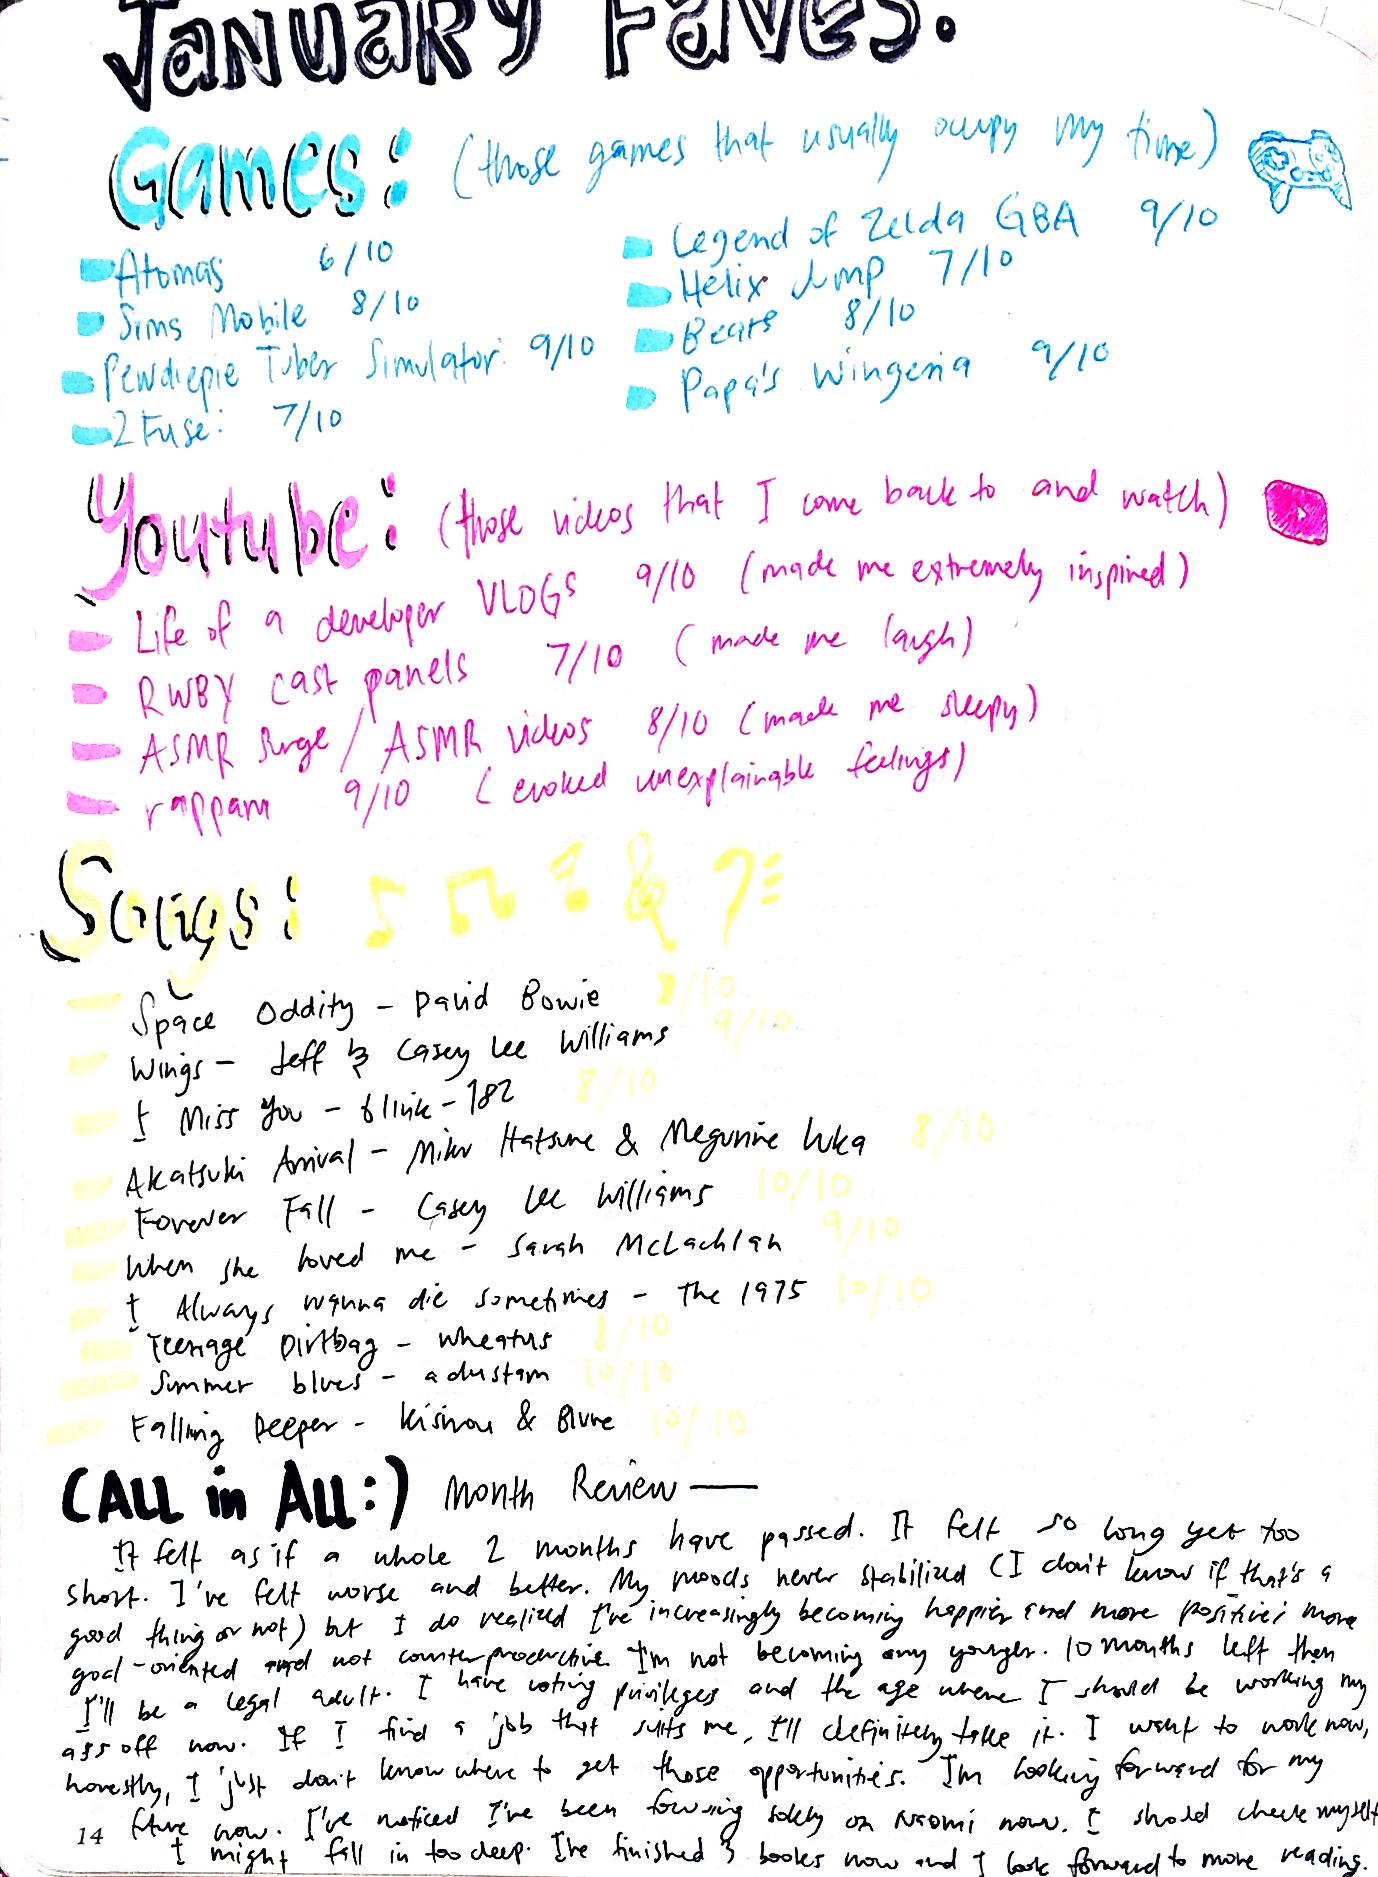 January Faves.
Games: (those games that usually occupy my time)
Atomas 6/10
Sims Mobile 8/10
Pewdiepie Tuber Simulator: 9/10
2 Fuse: 7/10
Legend of Zelda GBA 9/10
Helix Jump 7/10
Beats 8/10
Papa's Wingeria 9/10
Youtube: (those videos that I come back to and watch)
Life of a developer VLOGS 9/10 (made me extremely inspired)
RWBY cast panels 7/10 (made me laugh)
ASMR Surge / ASMR videos 8/10 (made me sleepy)
rappam 9/10 (evoked unexplainable feelings)
Songs:
Space Oddity - David Bowie 8/10
Wings - Jeff & Casey Lee Williams 9/10
I Miss You - blink-182 8/10
Akatsuki Arrival - Miku Hatsune & Megurine Luka 8/10
Forever Fall - Casey Lee Williams 10/10
When she loved me - Sarah McLachlan 9/10
I Always wanna die sometimes - The 1975 10/10
Teenage Dirtbag - Wheatus 8/10
Summer blues - adustam 10/10
Falling Deeper - & 10/10
(ALL in ALL:) Month Review —
It felt as if a whole 2 months have passed. It felt so long yet too
short. I've felt worse and better. My moods never stabilized (I don't know if that's a
good thing or not) but I do realized I've increasingly becoming happier and more positive; more
goal-oriented and not counterproductive. I'm not becoming any younger. 10 months left then
I'll be a legal adult. I have voting privileges and the age where I should be working my
ass off now. If I find a job that suits me, I'll definitely take it. I want to work now,
honestly, I just don't know where to get those opportunities. I'm looking forward for my
future now. I've noticed I've been focusing solely on Naomi now. I should check myself
I might fall in too deep. I've finished 3 books now and I look forward to more reading.
14